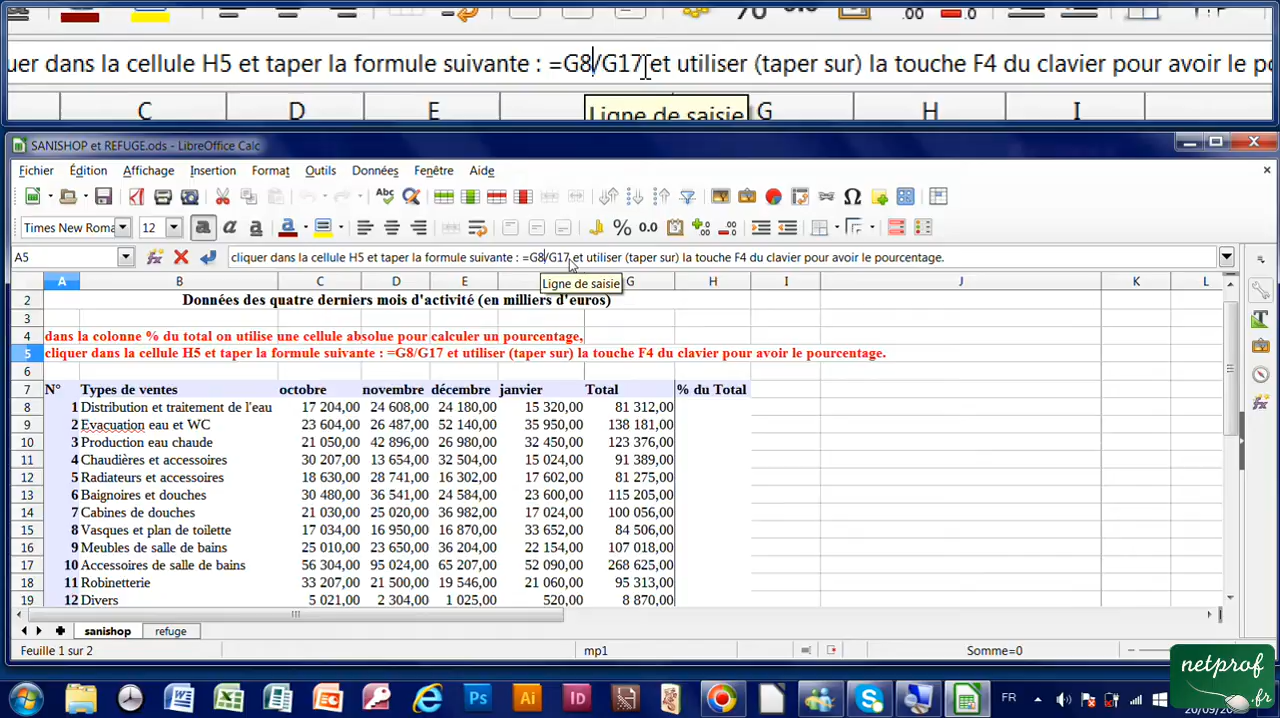 quer dans la cellule H5 et taper la formule suivante : =G8/G17 et utiliser (taper sur) la touche F4 du clavier pour avoir le po
C D E G H I
Ligne de saisie
SANISHOP et REFUGE.ods - LibreOffice Calc
Fichier Édition Affichage Insertion Format Outils Données Fenêtre Aide
Times New Roma 12
A5 cliquer dans la cellule H5 et taper la formule suivante : =G8/G17 et utiliser (taper sur) la touche F4 du clavier pour avoir le pourcentage.
Ligne de saisie
A B C D E G H I J K L
2 Données des quatre derniers mois d'activité (en milliers d'euros)
3
4 dans la colonne % du total on utilise une cellule absolue pour calculer un pourcentage,
5 cliquer dans la cellule H5 et taper la formule suivante : =G8/G17 et utiliser (taper sur) la touche F4 du clavier pour avoir le pourcentage.
6
7 N° Types de ventes octobre novembre décembre janvier Total % du Total
8 1 Distribution et traitement de l'eau 17 204,00 24 608,00 24 180,00 15 320,00 81 312,00
9 2 Evacuation eau et WC 23 604,00 26 487,00 52 140,00 35 950,00 138 181,00
10 3 Production eau chaude 21 050,00 42 896,00 26 980,00 32 450,00 123 376,00
11 4 Chaudières et accessoires 30 207,00 13 654,00 32 504,00 15 024,00 91 389,00
12 5 Radiateurs et accessoires 18 630,00 28 741,00 16 302,00 17 602,00 81 275,00
13 6 Baignoires et douches 30 480,00 36 541,00 24 584,00 23 600,00 115 205,00
14 7 Cabines de douches 21 030,00 25 020,00 36 982,00 17 024,00 100 056,00
15 8 Vasques et plan de toilette 17 034,00 16 950,00 16 870,00 33 652,00 84 506,00
16 9 Meubles de salle de bains 25 010,00 23 650,00 36 204,00 22 154,00 107 018,00
17 10 Accessoires de salle de bains 56 304,00 95 024,00 65 207,00 52 090,00 268 625,00
18 11 Robinetterie 33 207,00 21 500,00 19 546,00 21 060,00 95 313,00
19 12 Divers 5 021,00 2 304,00 1 025,00 520,00 8 870,00
sanishop refuge
Feuille 1 sur 2 mp1 Somme=0
FR
netprof
.fr